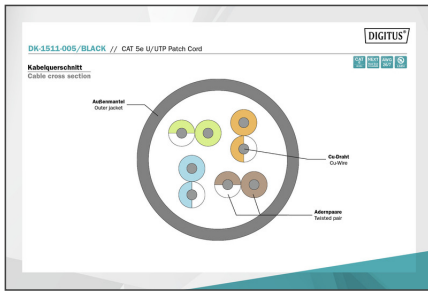 DIGITUS®
DK-1511-005/BLACK // CAT 5e U/UTP Patch Cord
Kabelquerschnitt
Cable cross section
Außenmantel
Outer jacket
Cu-Draht
Cu-Wire
Adernpaare
Twisted pair